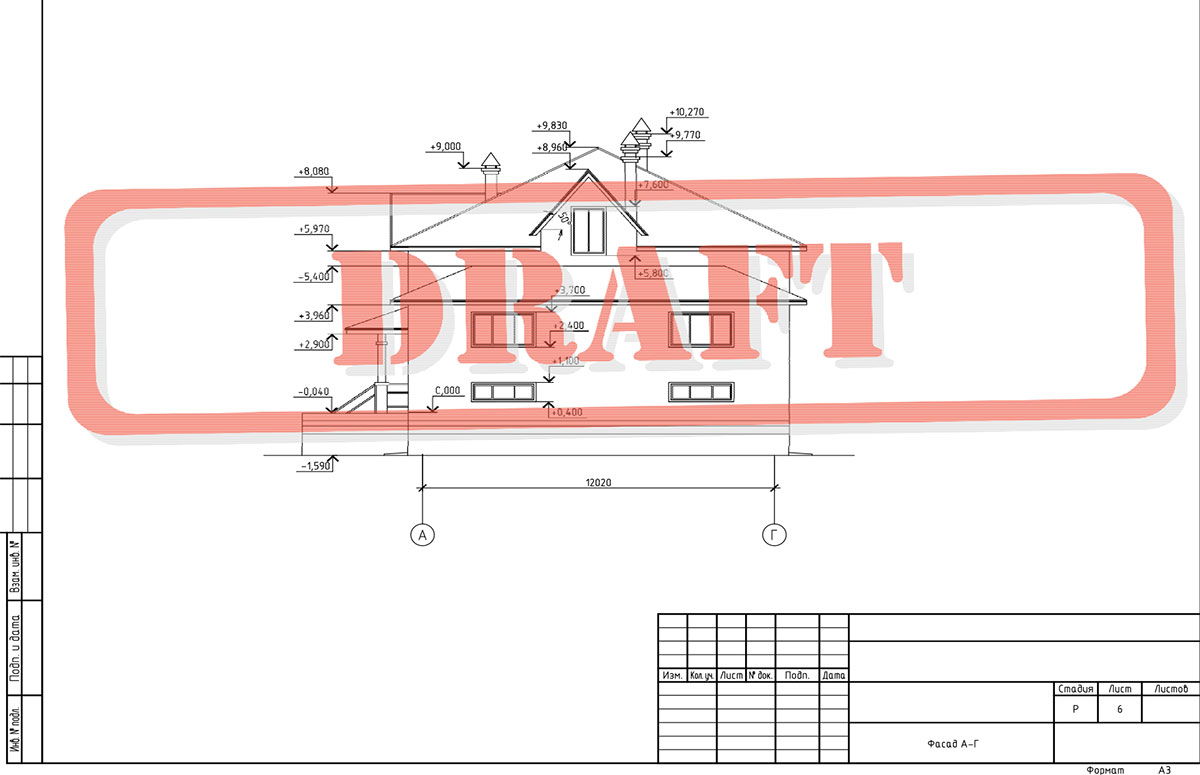 +10,270
+9,830
+9,770
+9,000
+8,960
+8,080
+7,600
50°
+5,970
+5,800
-5,400
+3,700
+3,960
+2,400
+2,900
+1,100
-0,040
0,000
+0,400
-1,590
12020
А
Г
DRAFT
Взам. инв. №
Подп. и дата
Инв. № подл.
Изм. Кол.уч. Лист № док. Подп. Дата
Стадия Лист Листов
Р 6
Фасад А-Г
Формат А3